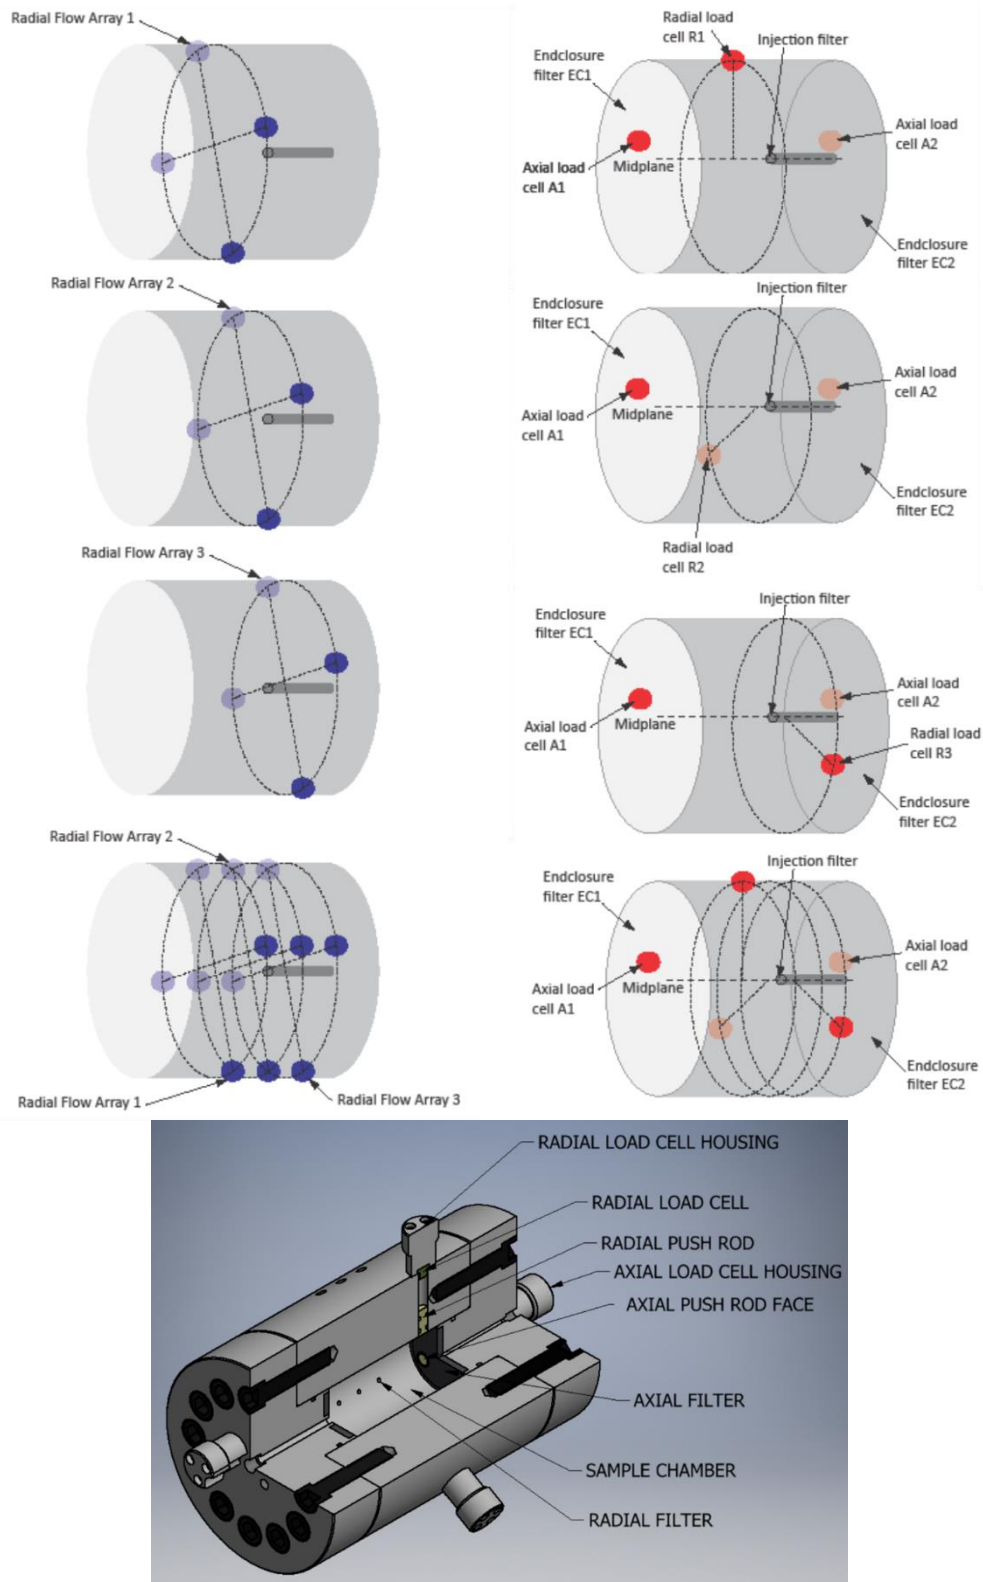 Radial Flow Array 1
Radial load
cell R1
Injection filter
Endclosure
filter EC1
Axial load
cell A2
Axial load
cell A1
Midplane
Endclosure
filter EC2
Radial Flow Array 2
Injection filter
Endclosure
filter EC1
Axial load
cell A2
Axial load
cell A1
Midplane
Endclosure
filter EC2
Radial load
cell R2
Radial Flow Array 3
Injection filter
Endclosure
filter EC1
Axial load
cell A2
Axial load
cell A1
Midplane
Radial load
cell R3
Endclosure
filter EC2
Radial Flow Array 2
Radial Flow Array 1
Radial Flow Array 3
Injection filter
Endclosure
filter EC1
Axial load
cell A2
Axial load
cell A1
Midplane
Endclosure
filter EC2
RADIAL LOAD CELL HOUSING
RADIAL LOAD CELL
RADIAL PUSH ROD
AXIAL LOAD CELL HOUSING
AXIAL PUSH ROD FACE
AXIAL FILTER
SAMPLE CHAMBER
RADIAL FILTER